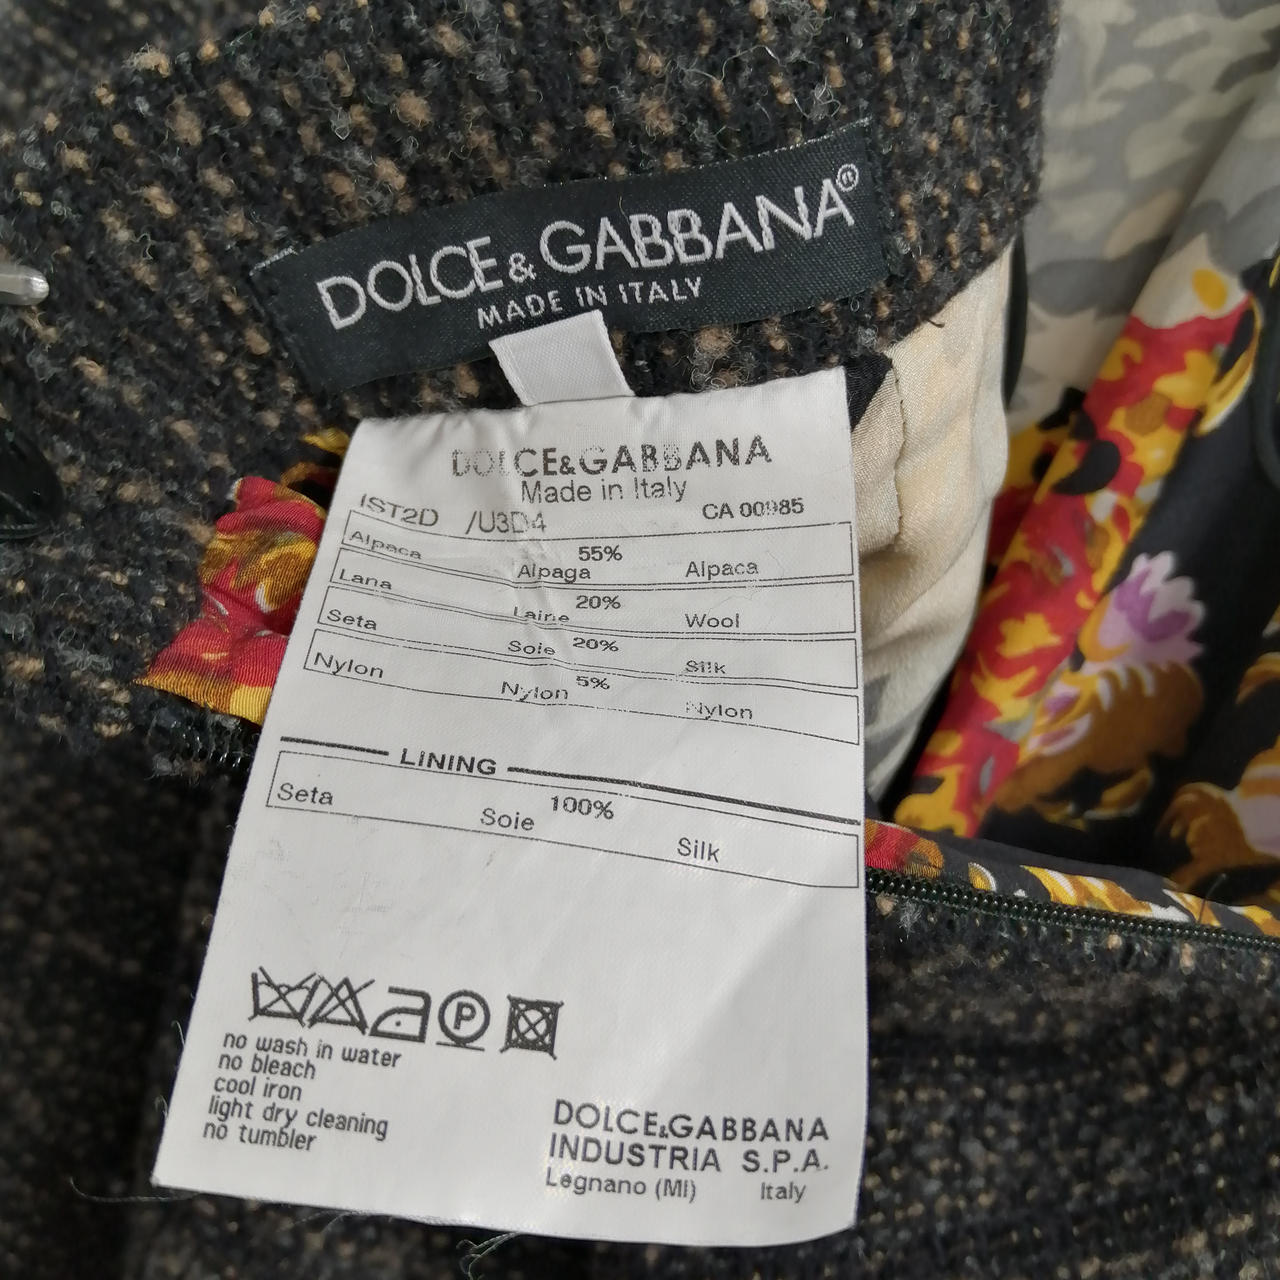 DOLCE & GABBANA®
MADE IN ITALY
DOLCE&GABBANA
Made in Italy
IST2D /U3D4 CA 00985
Alpaca 55% Alpaga Alpaca
Lana 20% Laine Wool
Seta 20% Soie Silk
Nylon 5% Nylon Nylon
LINING
Seta 100% Soie Silk
P
no wash in water
no bleach
cool iron
light dry cleaning
no tumbler
DOLCE&GABBANA
INDUSTRIA S.P.A.
Legnano (MI) Italy